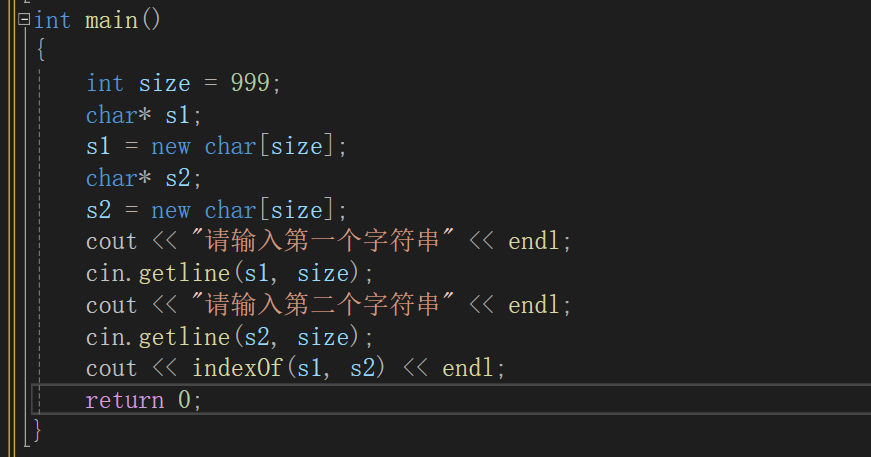 int main()
{
int size = 999;
char* s1;
s1 = new char[size];
char* s2;
s2 = new char[size];
cout << "请输入第一个字符串" << endl;
cin.getline(s1, size);
cout << "请输入第二个字符串" << endl;
cin.getline(s2, size);
cout << indexOf(s1, s2) << endl;
return 0;
}